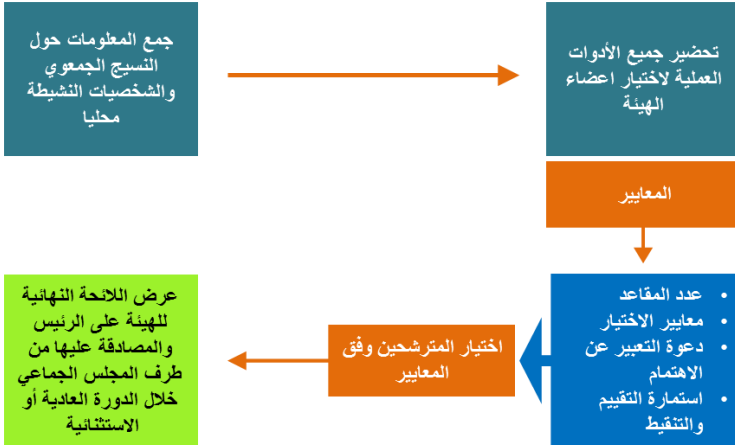 جمع المعلومات حول
النسيج الجمعوي
والشخصيات النشيطة
محليا
تحضير جميع الأدوات
العملية لاختيار اعضاء
الهيئة
المعايير
• عدد المقاعد
• معايير الاختيار
• دعوة التعبير عن
الاهتمام
• استمارة التقييم
والتنقيط
اختيار المترشحين وفق
المعايير
عرض اللائحة النهائية
للهيئة على الرئيس
والمصادقة عليها من
طرف المجلس الجماعي
خلال الدورة العادية أو
الاستثنائية